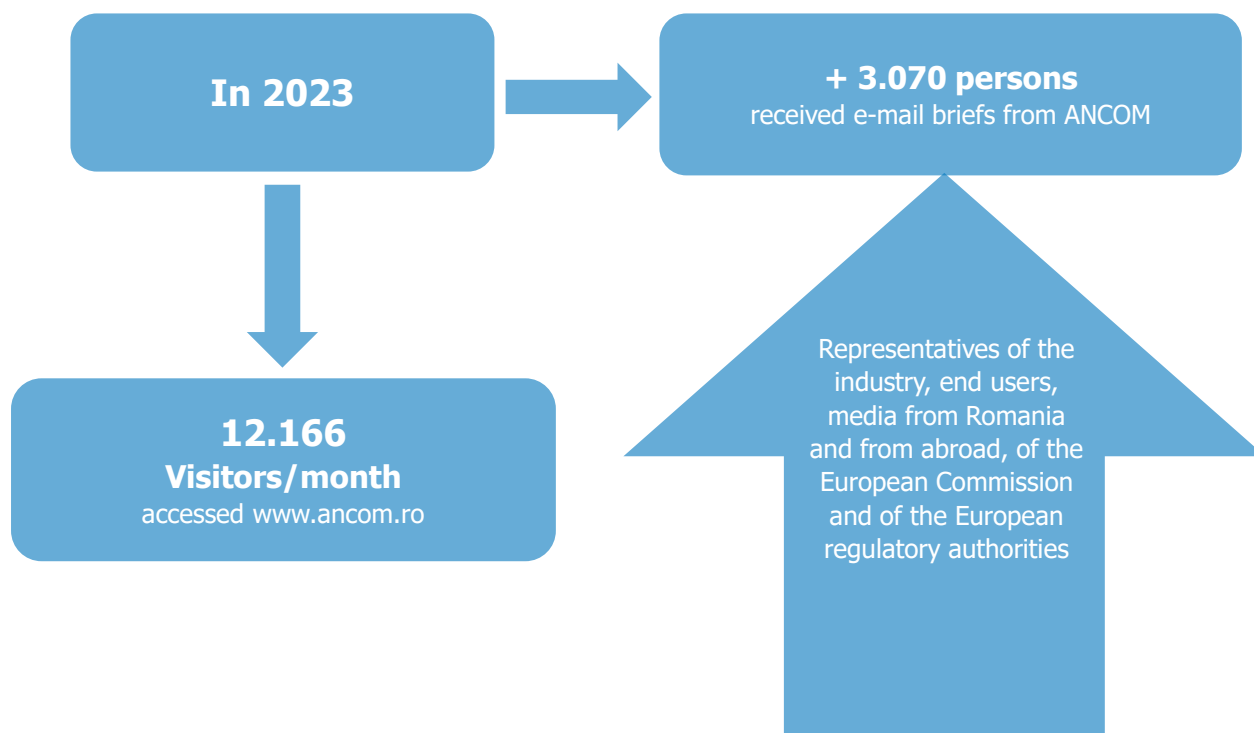 In 2023
+ 3.070 persons
received e-mail briefs from ANCOM
12.166
Visitors/month
accessed www.ancom.ro
Representatives of the
industry, end users,
media from Romania
and from abroad, of the
European Commission
and of the European
regulatory authorities